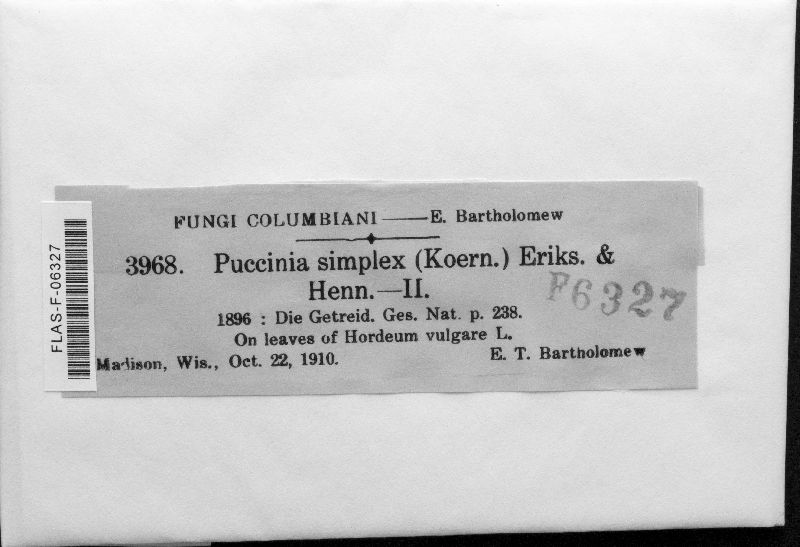 FUNGI COLUMBIANI——E. Bartholomew
3968. Puccinia simplex (Koern.) Eriks. &
Henn.—II.
F6327
1896 : Die Getreid. Ges. Nat. p. 238.
On leaves of Hordeum vulgare L.
Madison, Wis., Oct. 22, 1910. E. T. Bartholomew
FLAS-F-06327